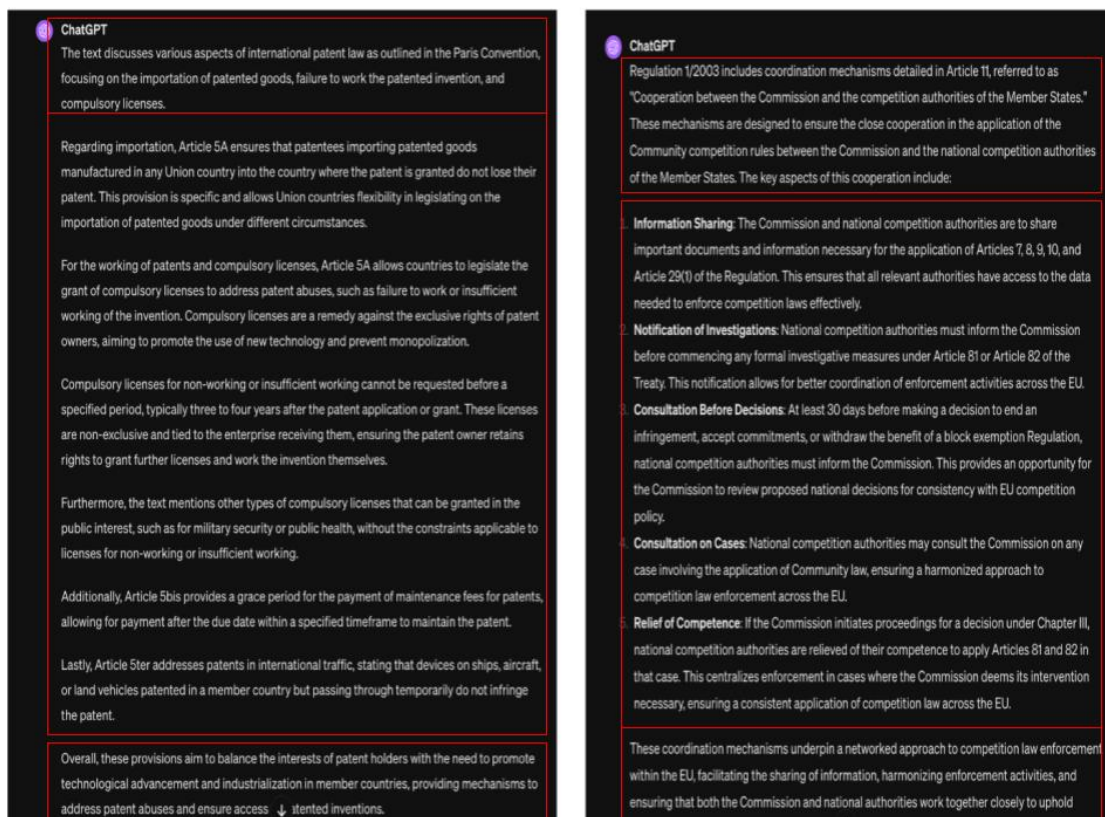 ChatGPT
The text discusses various aspects of international patent law as outlined in the Paris Convention,
focusing on the importation of patented goods, failure to work the patented invention, and
compulsory licenses.
Regarding importation, Article 5A ensures that patentees importing patented goods
manufactured in any Union country into the country where the patent is granted do not lose their
patent. This provision is specific and allows Union countries flexibility in legislating on the
importation of patented goods under different circumstances.
For the working of patents and compulsory licenses, Article 5A allows countries to legislate the
grant of compulsory licenses to address patent abuses, such as failure to work or insufficient
working of the invention. Compulsory licenses are a remedy against the exclusive rights of patent
owners, aiming to promote the use of new technology and prevent monopolization.
Compulsory licenses for non-working or insufficient working cannot be requested before a
specified period, typically three to four years after the patent application or grant. These licenses
are non-exclusive and tied to the enterprise receiving them, ensuring the patent owner retains
rights to grant further licenses and work the invention themselves.
Furthermore, the text mentions other types of compulsory licenses that can be granted in the
public interest, such as for military security or public health, without the constraints applicable to
licenses for non-working or insufficient working.
Additionally, Article 5bis provides a grace period for the payment of maintenance fees for patents,
allowing for payment after the due date within a specified timeframe to maintain the patent.
Lastly, Article 5ter addresses patents in international traffic, stating that devices on ships, aircraft,
or land vehicles patented in a member country but passing through temporarily do not infringe
the patent.
Overall, these provisions aim to balance the interests of patent holders with the need to promote
technological advancement and industrialization in member countries, providing mechanisms to
address patent abuses and ensure access ↓ tented inventions.
ChatGPT
Regulation 1/2003 includes coordination mechanisms detailed in Article 11, referred to as
"Cooperation between the Commission and the competition authorities of the Member States."
These mechanisms are designed to ensure the close cooperation in the application of the
Community competition rules between the Commission and the national competition authorities
of the Member States. The key aspects of this cooperation include:
1. Information Sharing: The Commission and national competition authorities are to share
important documents and information necessary for the application of Articles 7, 8, 9, 10, and
Article 29(1) of the Regulation. This ensures that all relevant authorities have access to the data
needed to enforce competition laws effectively.
2. Notification of Investigations: National competition authorities must inform the Commission
before commencing any formal investigative measures under Article 81 or Article 82 of the
Treaty. This notification allows for better coordination of enforcement activities across the EU.
3. Consultation Before Decisions: At least 30 days before making a decision to end an
infringement, accept commitments, or withdraw the benefit of a block exemption Regulation,
national competition authorities must inform the Commission. This provides an opportunity for
the Commission to review proposed national decisions for consistency with EU competition
policy.
4. Consultation on Cases: National competition authorities may consult the Commission on any
case involving the application of Community law, ensuring a harmonized approach to
competition law enforcement across the EU.
5. Relief of Competence: If the Commission initiates proceedings for a decision under Chapter III,
national competition authorities are relieved of their competence to apply Articles 81 and 82 in
that case. This centralizes enforcement in cases where the Commission deems its intervention
necessary, ensuring a consistent application of competition law across the EU.
These coordination mechanisms underpin a networked approach to competition law enforcement
within the EU, facilitating the sharing of information, harmonizing enforcement activities, and
ensuring that both the Commission and national authorities work together closely to uphold